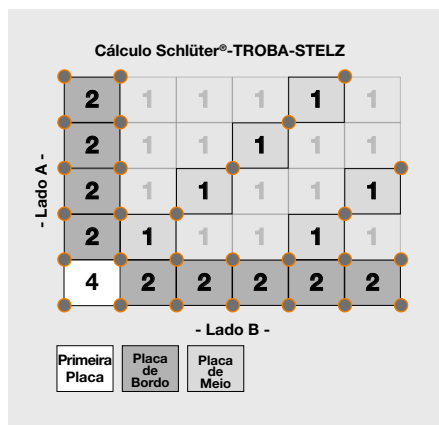 Cálculo Schlüter®-TROBA-STELZ
2 1 1 1 1 1
2 1 1 1 1 1
2 1 1 1 1 1
2 1 1 1 1 1
4 2 2 2 2 2
- Lado A -
- Lado B -
Primeira
Placa
Placa
de
Bordo
Placa
de
Meio